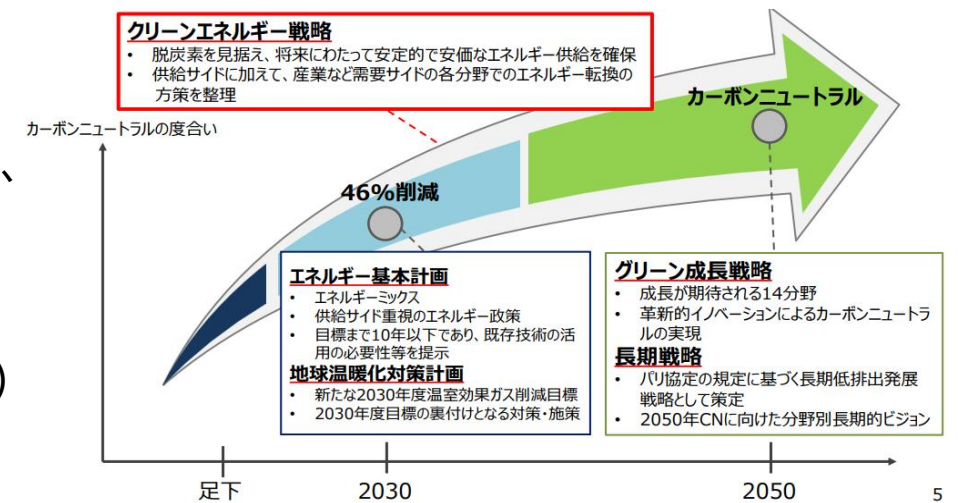 クリーンエネルギー戦略
• 脱炭素を見据え、将来にわたって安定的で安価なエネルギー供給を確保
• 供給サイドに加えて、産業など需要サイドの各分野でのエネルギー転換の
方策を整理
カーボンニュートラル
カーボンニュートラルの度合い
、
46%削減
エネルギー基本計画
• エネルギーミックス
• 供給サイド重視のエネルギー政策
• 目標まで10年以下であり、既存技術の活
用の必要性等を提示
地球温暖化対策計画
• 新たな2030年度温室効果ガス削減目標
• 2030年度目標の裏付けとなる対策・施策
グリーン成長戦略
• 成長が期待される14分野
• 革新的イノベーションによるカーボンニュートラ
ルの実現
長期戦略
• パリ協定の規定に基づく長期低排出発展
戦略として策定
• 2050年CNに向けた分野別長期的ビジョン
)
足下
2030
2050
5